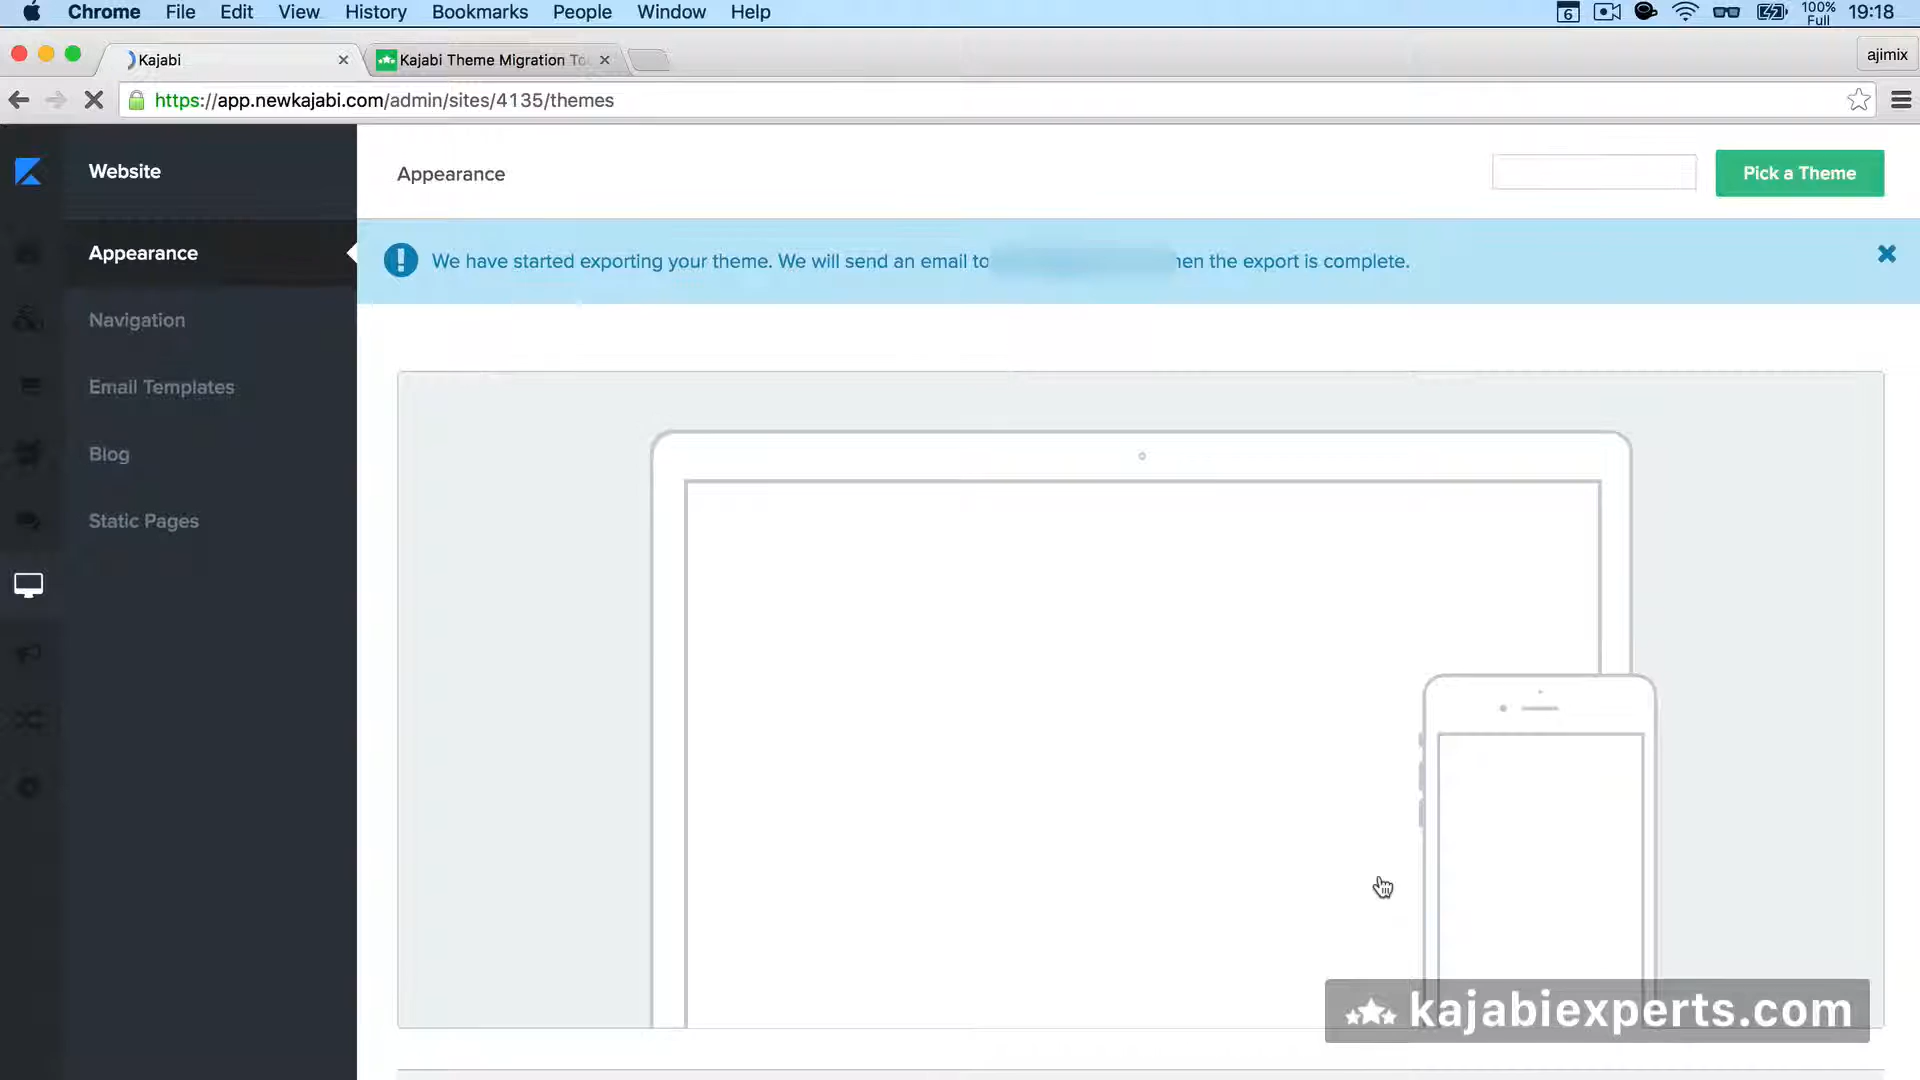 Chrome File Edit View History Bookmarks People Window Help
6
100%
Full
19:18
Kajabi
Kajabi Theme Migration To
ajimix
https://app.newkajabi.com/admin/sites/4135/themes
Website
Appearance
Pick a Theme
Appearance
We have started exporting your theme. We will send an email to hen the export is complete.
Navigation
Email Templates
Blog
Static Pages
kajabiexperts.com